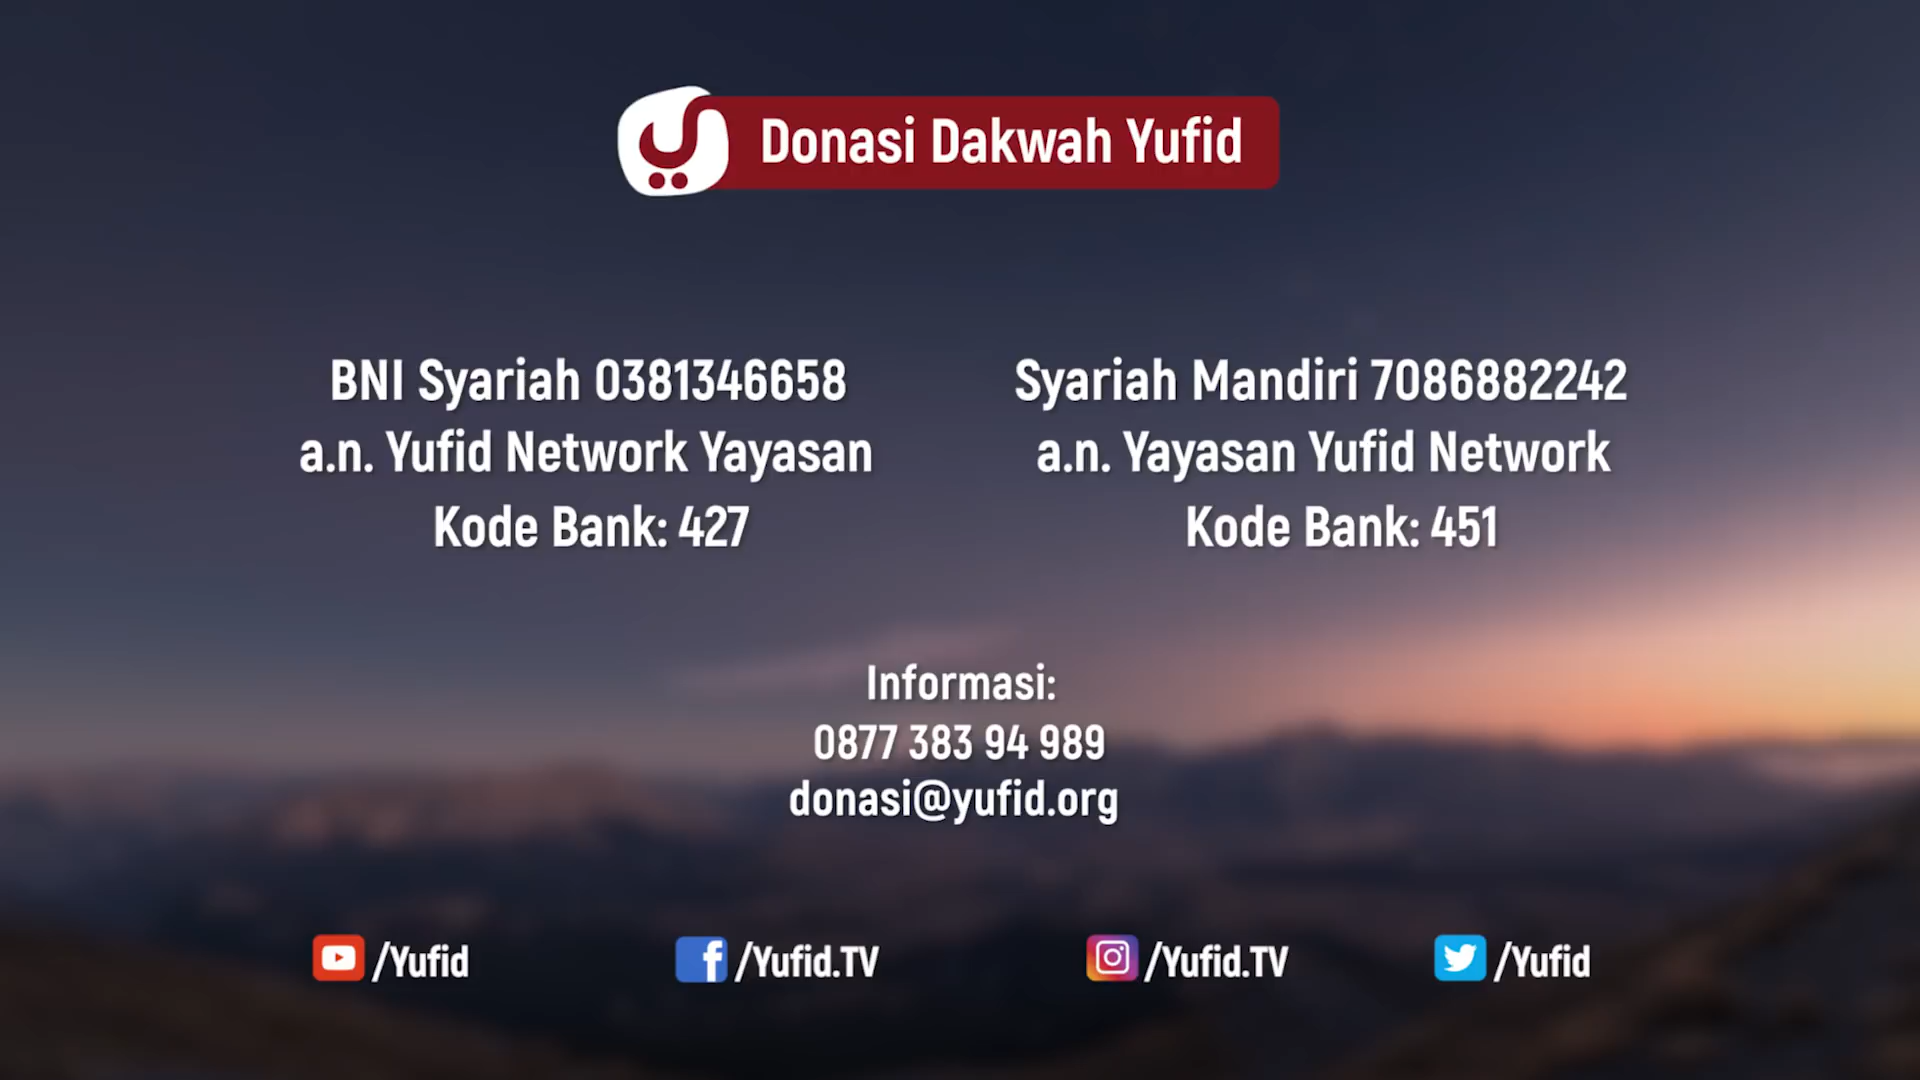 Donasi Dakwah Yufid
BNI Syariah 0381346658
a.n. Yufid Network Yayasan
Kode Bank: 427
Syariah Mandiri 7086882242
a.n. Yayasan Yufid Network
Kode Bank: 451
Informasi:
0877 383 94 989
donasi@yufid.org
/Yufid
/Yufid.TV
/Yufid.TV
/Yufid